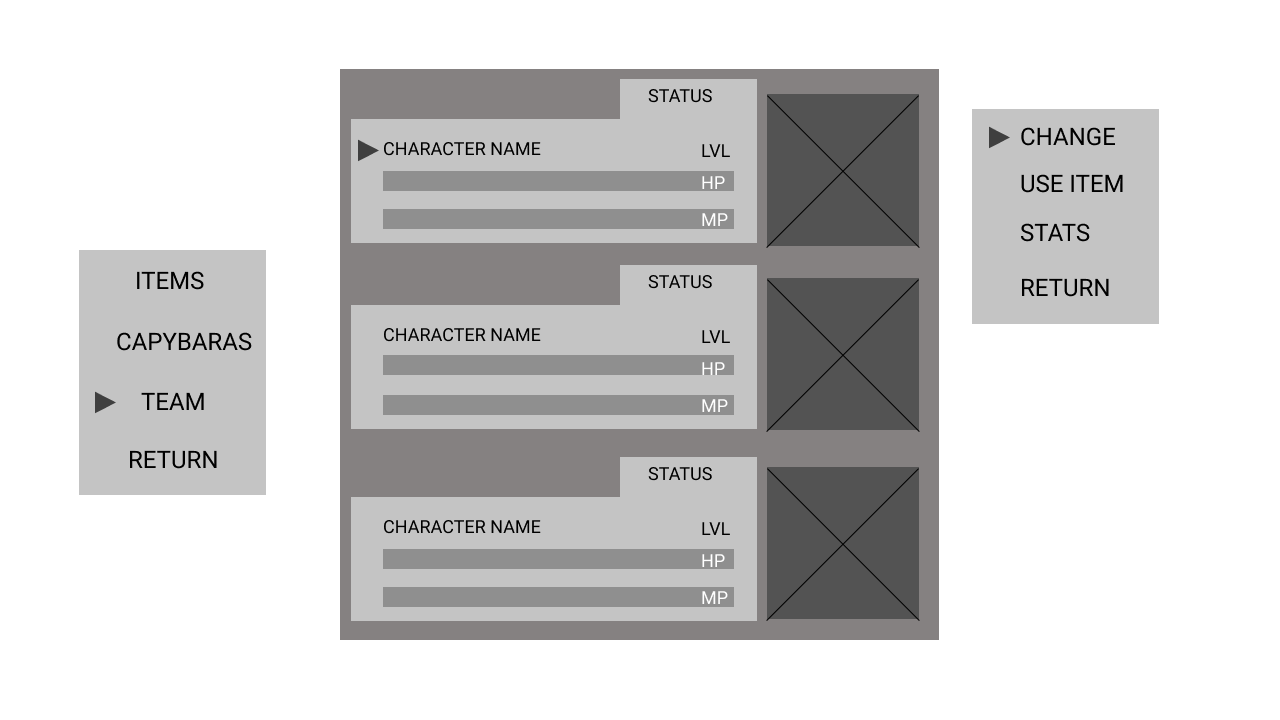 ITEMS
CAPYBARAS
TEAM
RETURN
STATUS
CHARACTER NAME
LVL
HP
MP
STATUS
CHARACTER NAME
LVL
HP
MP
STATUS
CHARACTER NAME
LVL
HP
MP
CHANGE
USE ITEM
STATS
RETURN